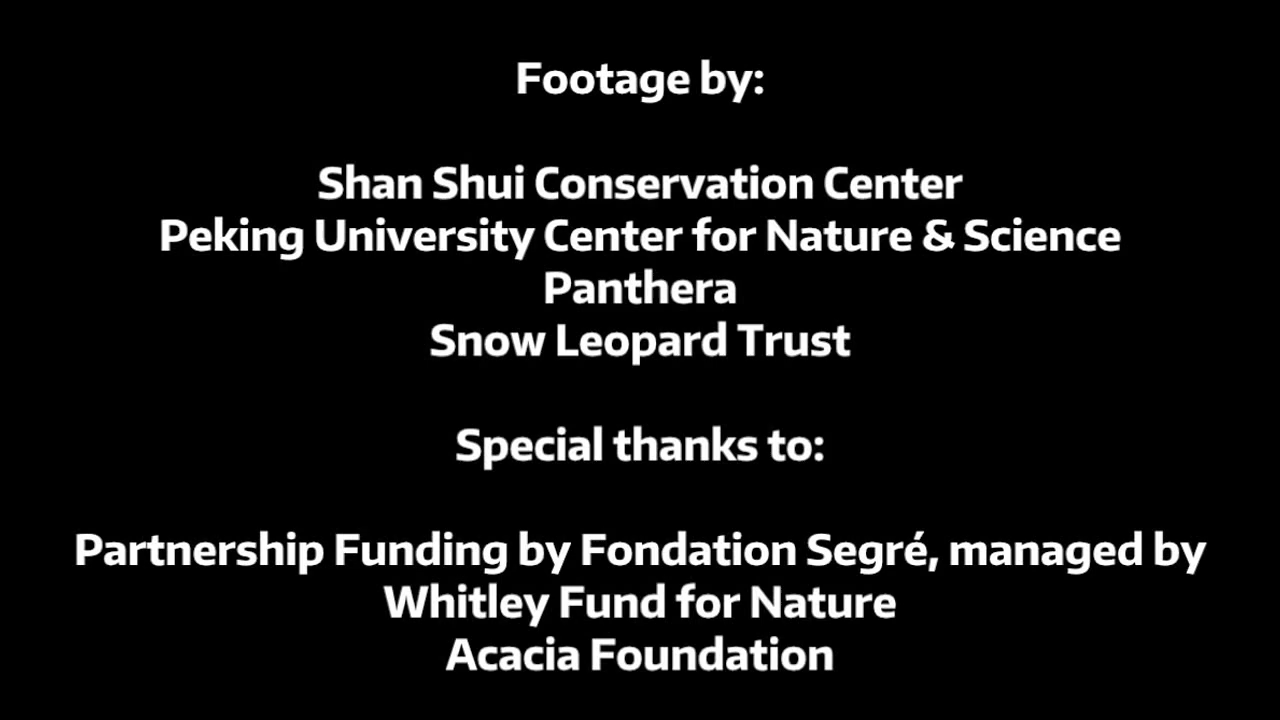 Footage by:
Shan Shui Conservation Center
Peking University Center for Nature & Science
Panthera
Snow Leopard Trust
Special thanks to:
Partnership Funding by Fondation Segré, managed by
Whitley Fund for Nature
Acacia Foundation